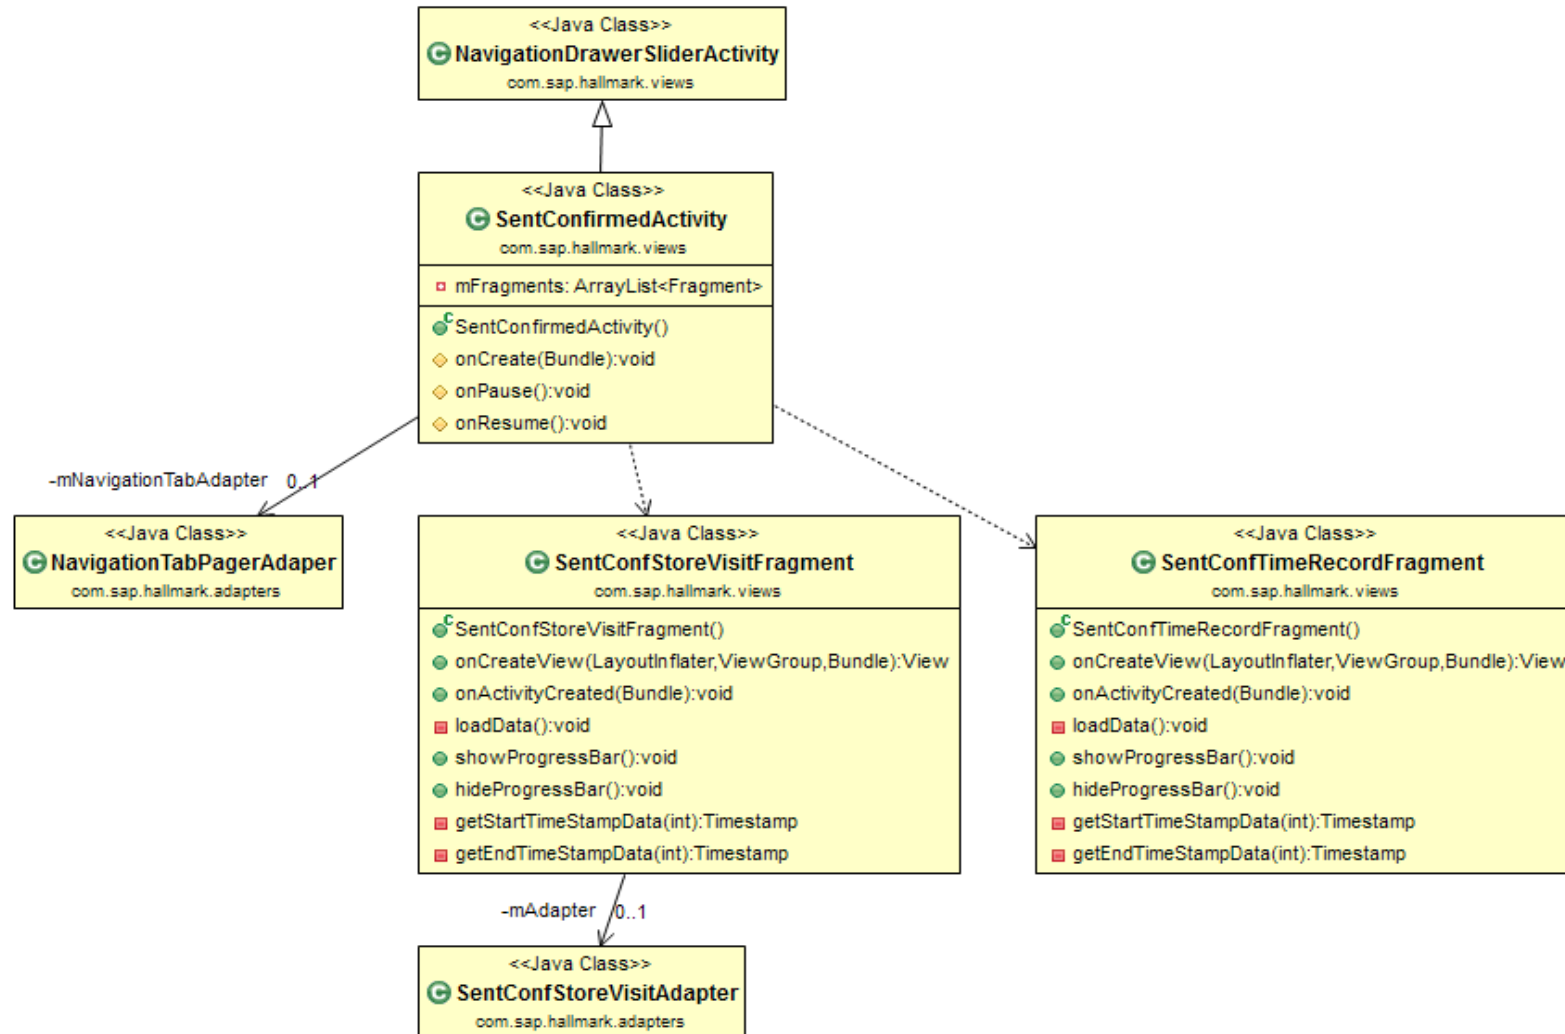 <<Java Class>>
NavigationDrawerSliderActivity
com.sap.hallmark.views
<<Java Class>>
SentConfirmedActivity
com.sap.hallmark.views
mFragments: ArrayList<Fragment>
SentConfirmedActivity()
onCreate(Bundle):void
onPause():void
onResume():void
-mNavigationTabAdapter 0..1
<<Java Class>>
NavigationTabPagerAdaper
com.sap.hallmark.adapters
<<Java Class>>
SentConfStoreVisitFragment
com.sap.hallmark.views
SentConfStoreVisitFragment()
onCreateView(LayoutInflater,ViewGroup,Bundle):View
onActivityCreated(Bundle):void
loadData():void
showProgressBar():void
hideProgressBar():void
getStartTimeStampData(int):Timestamp
getEndTimeStampData(int):Timestamp
<<Java Class>>
SentConfTimeRecordFragment
com.sap.hallmark.views
SentConfTimeRecordFragment()
onCreateView(LayoutInflater,ViewGroup,Bundle):View
onActivityCreated(Bundle):void
loadData():void
showProgressBar():void
hideProgressBar():void
getStartTimeStampData(int):Timestamp
getEndTimeStampData(int):Timestamp
-mAdapter 0..1
<<Java Class>>
SentConfStoreVisitAdapter
com.sap.hallmark.adapters